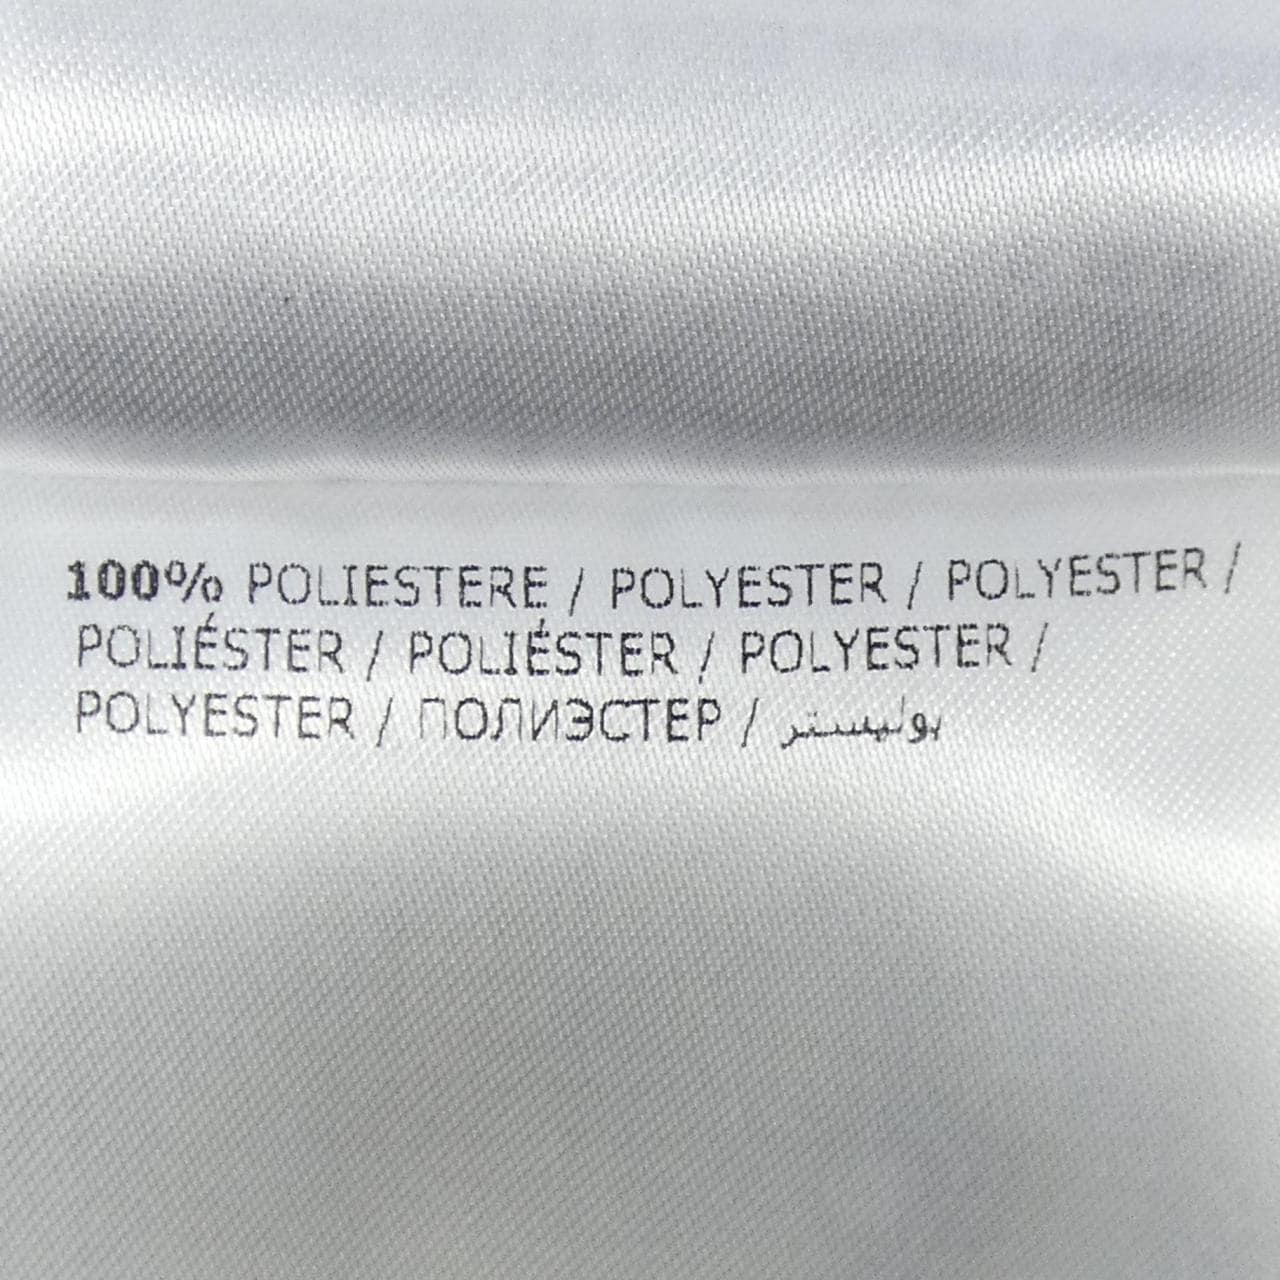 100% POLIESTERE / POLYESTER / POLYESTER /
POLIÉSTER / POLIÉSTER / POLYESTER /
POLYESTER / ПОЛИЭСТЕР / بوليستر